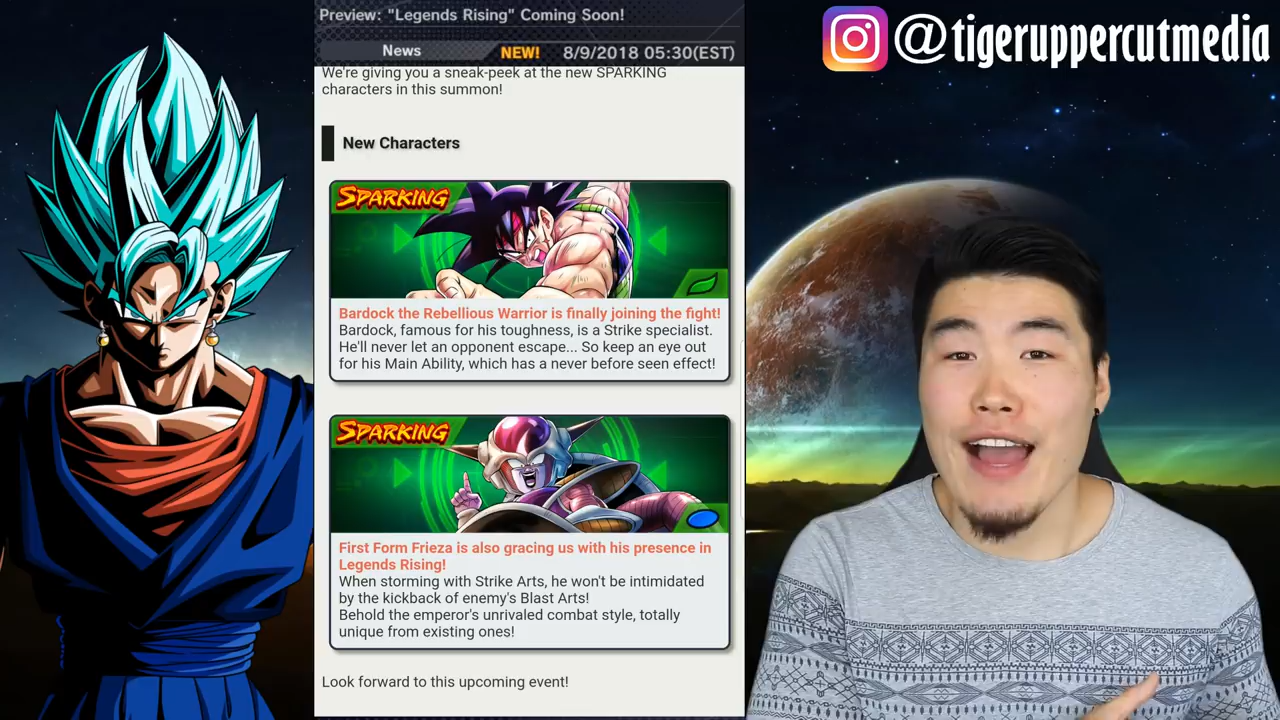 Preview: "Legends Rising" Coming Soon!
News NEW! 8/9/2018 05:30(EST)
We're giving you a sneak-peek at the new SPARKING
characters in this summon!
New Characters
SPARKING
Bardock the Rebellious Warrior is finally joining the fight!
Bardock, famous for his toughness, is a Strike specialist.
He'll never let an opponent escape... So keep an eye out
for his Main Ability, which has a never before seen effect!
SPARKING
First Form Frieza is also gracing us with his presence in
Legends Rising!
When storming with Strike Arts, he won't be intimidated
by the kickback of enemy's Blast Arts!
Behold the emperor's unrivaled combat style, totally
unique from existing ones!
Look forward to this upcoming event!
@tigeruppercutmedia